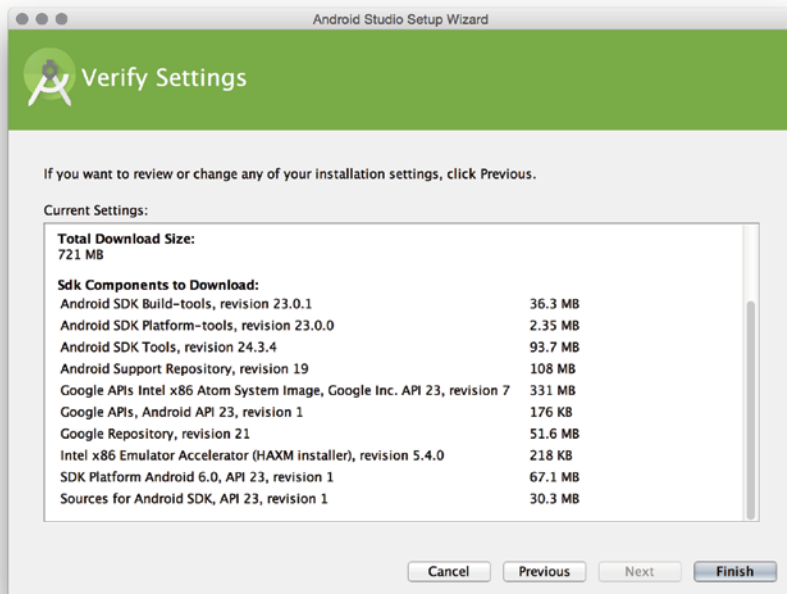 Android Studio Setup Wizard
Verify Settings
If you want to review or change any of your installation settings, click Previous.
Current Settings:
Total Download Size:
721 MB
Sdk Components to Download:
Android SDK Build-tools, revision 23.0.1 36.3 MB
Android SDK Platform-tools, revision 23.0.0 2.35 MB
Android SDK Tools, revision 24.3.4 93.7 MB
Android Support Repository, revision 19 108 MB
Google APIs Intel x86 Atom System Image, Google Inc. API 23, revision 7 331 MB
Google APIs, Android API 23, revision 1 176 KB
Google Repository, revision 21 51.6 MB
Intel x86 Emulator Accelerator (HAXM installer), revision 5.4.0 218 KB
SDK Platform Android 6.0, API 23, revision 1 67.1 MB
Sources for Android SDK, API 23, revision 1 30.3 MB
Cancel Previous Next Finish